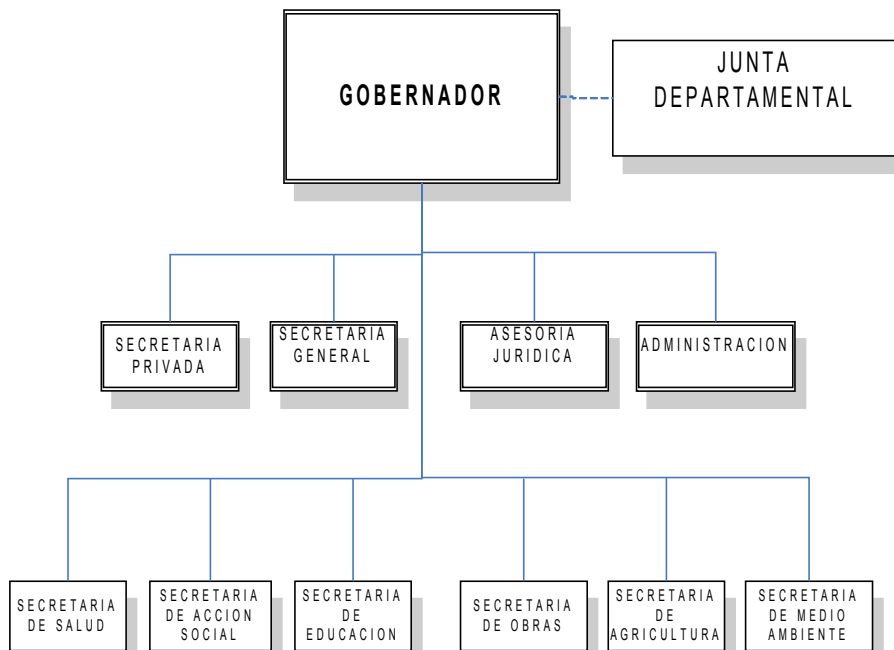 GOBERNADOR
JUNTA
DEPARTAMENTAL
SECRETARIA
PRIVADA
SECRETARIA
GENERAL
ASESORIA
JURIDICA
ADMINISTRACION
SECRETARIA
DE SALUD
SECRETARIA
DE ACCION
SOCIAL
SECRETARIA
DE
EDUCACION
SECRETARIA
DE OBRAS
SECRETARIA
DE
AGRICULTURA
SECRETARIA
DE MEDIO
AMBIENTE